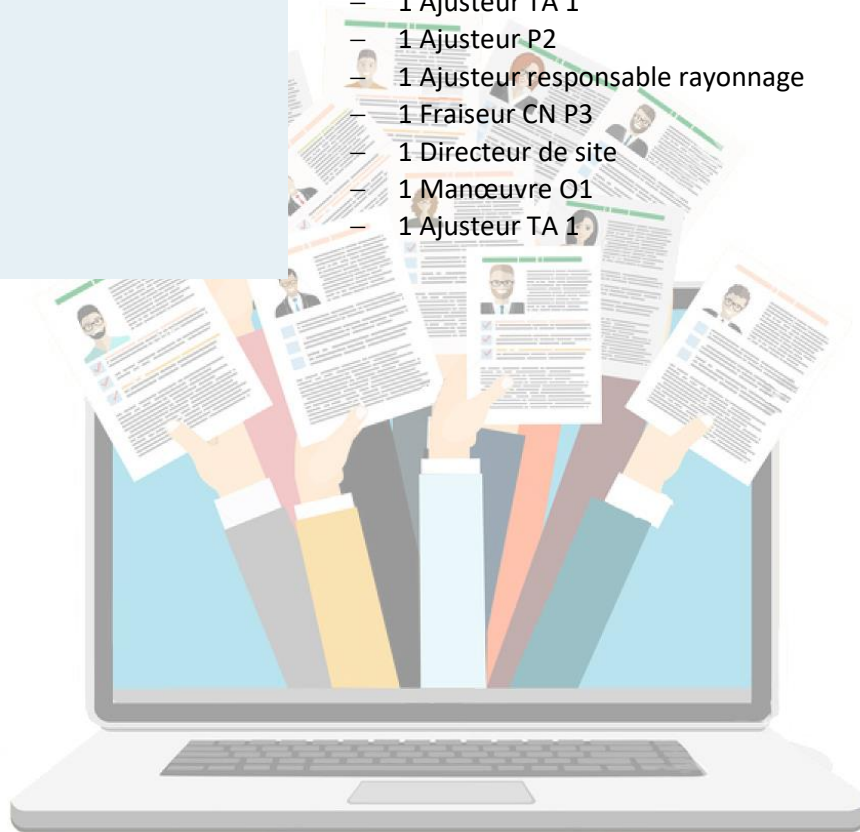 – 1 Ajusteur TA 1
– 1 Ajusteur P2
– 1 Ajusteur responsable rayonnage
– 1 Fraiseur CN P3
– 1 Directeur de site
– 1 Manœuvre O1
– 1 Ajusteur TA 1